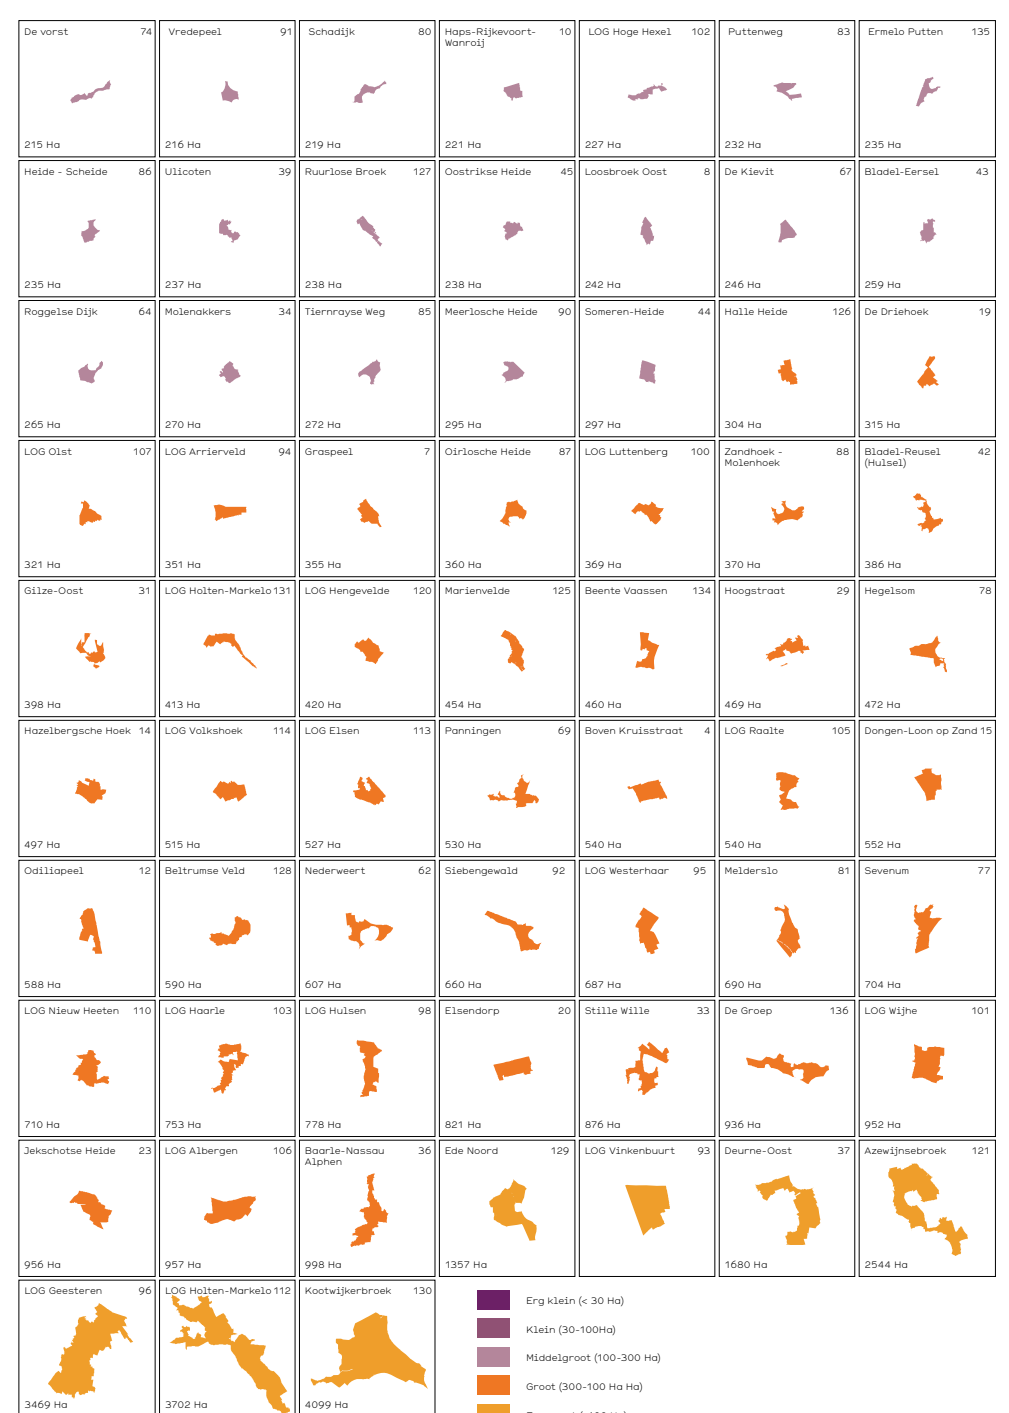 De vorst 74
215 Ha
Vredepeel 91
216 Ha
Schadijk 80
219 Ha
Haps-Rijkevoort- 10
Wanroij
221 Ha
LOG Hoge Hexel 102
227 Ha
Puttenweg 83
232 Ha
Ermelo Putten 135
235 Ha
Heide - Scheide 86
235 Ha
Ulicoten 39
237 Ha
Ruurlose Broek 127
238 Ha
Oostrikse Heide 45
238 Ha
Loosbroek Oost 8
242 Ha
De Kievit 67
246 Ha
Bladel-Eersel 43
259 Ha
Roggelse Dijk 64
265 Ha
Molenakkers 34
270 Ha
Tiernrayse Weg 85
272 Ha
Meerlosche Heide 90
295 Ha
Someren-Heide 44
297 Ha
Halle Heide 126
304 Ha
De Driehoek 19
315 Ha
LOG Olst 107
321 Ha
LOG Arrierveld 94
351 Ha
Graspeel 7
355 Ha
Oirlosche Heide 87
360 Ha
LOG Luttenberg 100
369 Ha
Zandhoek - 88
Molenhoek
370 Ha
Bladel-Reusel 42
(Hulsel)
386 Ha
Gilze-Oost 31
398 Ha
LOG Holten-Markelo 131
413 Ha
LOG Hengevelde 120
420 Ha
Marienvelde 125
454 Ha
Beente Vaassen 134
460 Ha
Hoogstraat 29
469 Ha
Hegelsom 78
472 Ha
Hazelbergsche Hoek 14
497 Ha
LOG Volkshoek 114
515 Ha
LOG Elsen 113
527 Ha
Panningen 69
530 Ha
Boven Kruisstraat 4
540 Ha
LOG Raalte 105
540 Ha
Dongen-Loon op Zand 15
552 Ha
Odiliapeel 12
588 Ha
Beltrumse Veld 128
590 Ha
Nederweert 62
607 Ha
Siebengewald 92
660 Ha
LOG Westerhaar 95
687 Ha
Melderslo 81
690 Ha
Sevenum 77
704 Ha
LOG Nieuw Heeten 110
710 Ha
LOG Haarle 103
753 Ha
LOG Hulsen 98
778 Ha
Elsendorp 20
821 Ha
Stille Wille 33
876 Ha
De Groep 136
936 Ha
LOG Wijhe 101
952 Ha
Jekschotse Heide 23
956 Ha
LOG Albergen 106
957 Ha
Baarle-Nassau 36
Alphen
998 Ha
Ede Noord 129
1357 Ha
LOG Vinkenbuurt 93
Deurne-Oost 37
1680 Ha
Azewijnsebroek 121
2544 Ha
LOG Geesteren 96
3469 Ha
LOG Holten-Markelo 112
3702 Ha
Kootwijkerbroek 130
4099 Ha
Erg klein (< 30 Ha)
Klein (30-100Ha)
Middelgroot (100-300 Ha)
Groot (300-100 Ha Ha)